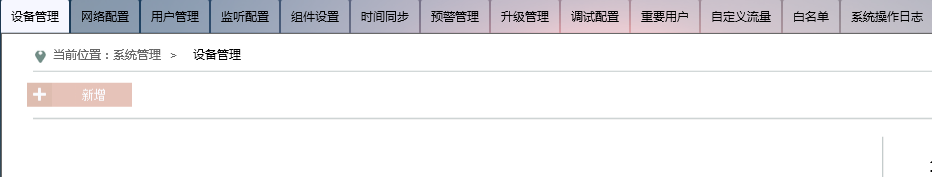 设备管理 网络配置 用户管理 监听配置 组件设置 时间同步 预警管理 升级管理 调试配置 重要用户 自定义流量 白名单 系统操作日志
当前位置：系统管理 > 设备管理
新增